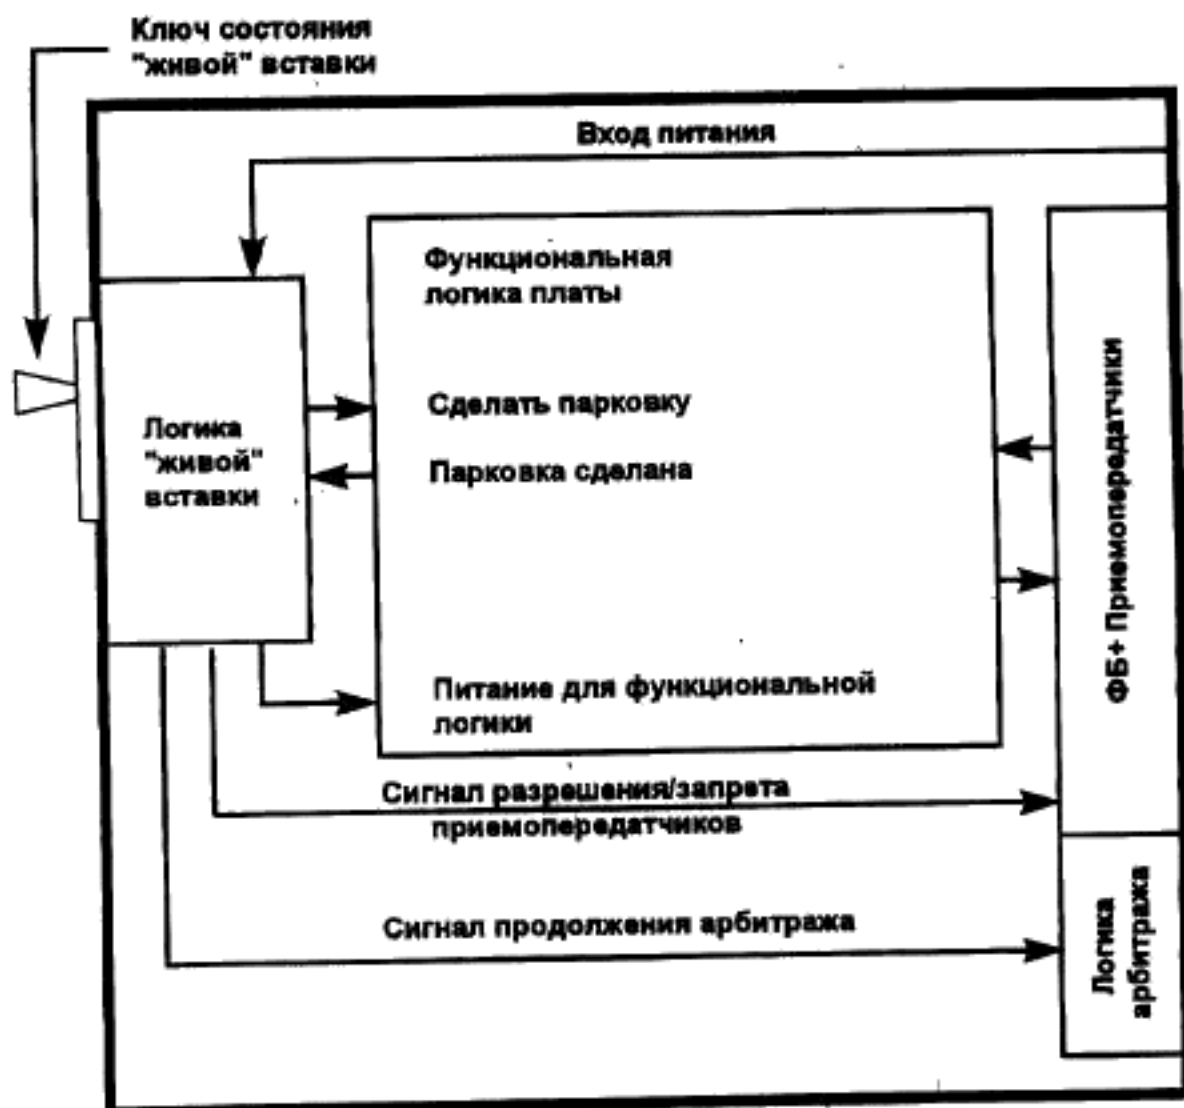 Ключ состояния
"живой" вставки
Вход питания
Функциональная
логика платы
Сделать парковку
Логика
"живой"
вставки
Парковка сделана
ФБ+ Приемопередатчики
Питание для функциональной
логики
Сигнал разрешения/запрета
приемопередатчиков
Сигнал продолжения арбитража
Логика
арбитража